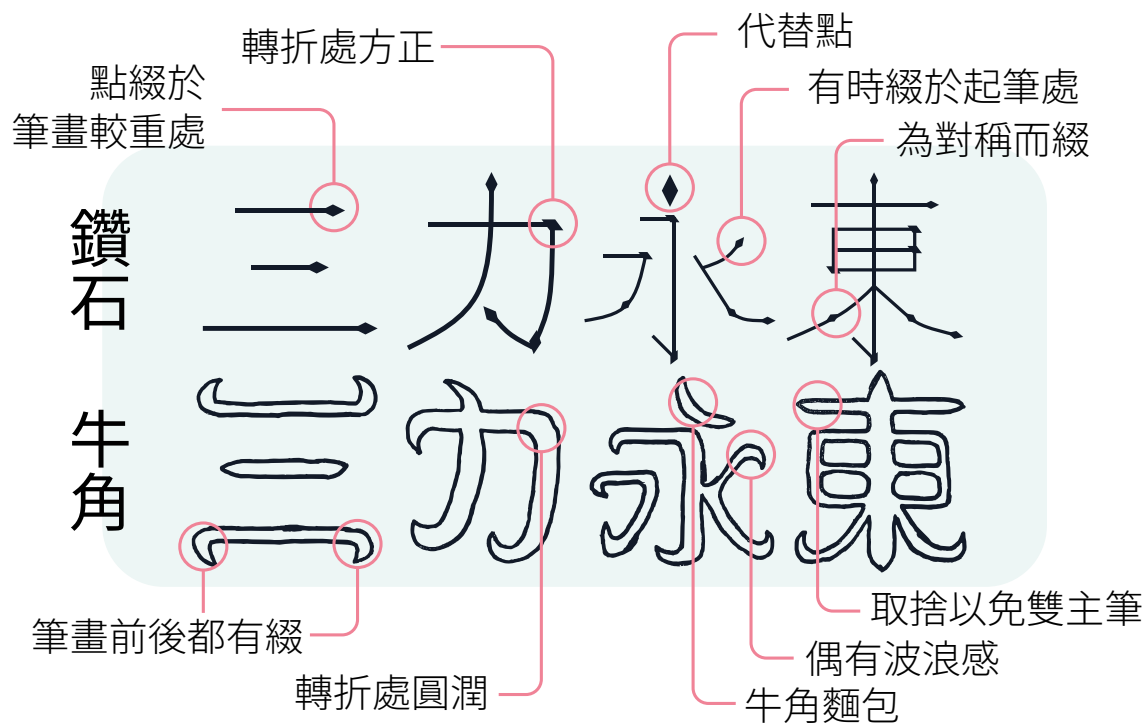 轉折處方正
代替點
點綴於
筆畫較重處
有時綴於起筆處
為對稱而綴
鑽石
三力永東
牛角
三力永東
筆畫前後都有綴
取捨以免雙主筆
偶有波浪感
轉折處圓潤
牛角麵包